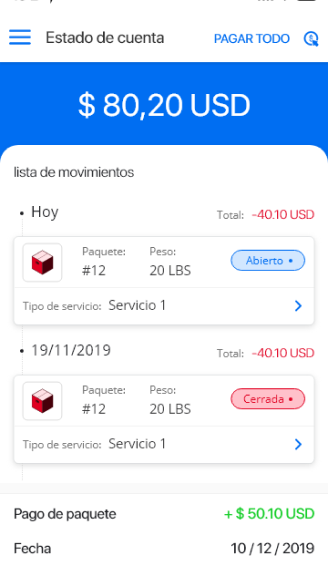 Estado de cuenta PAGAR TODO
$ 80,20 USD
lista de movimientos
• Hoy Total: -40.10 USD
Paquete: Peso:
#12 20 LBS Abierto •
Tipo de servicio: Servicio 1
• 19/11/2019 Total: -40.10 USD
Paquete: Peso:
#12 20 LBS Cerrada •
Tipo de servicio: Servicio 1
Pago de paquete + $ 50.10 USD
Fecha 10 / 12 / 2019